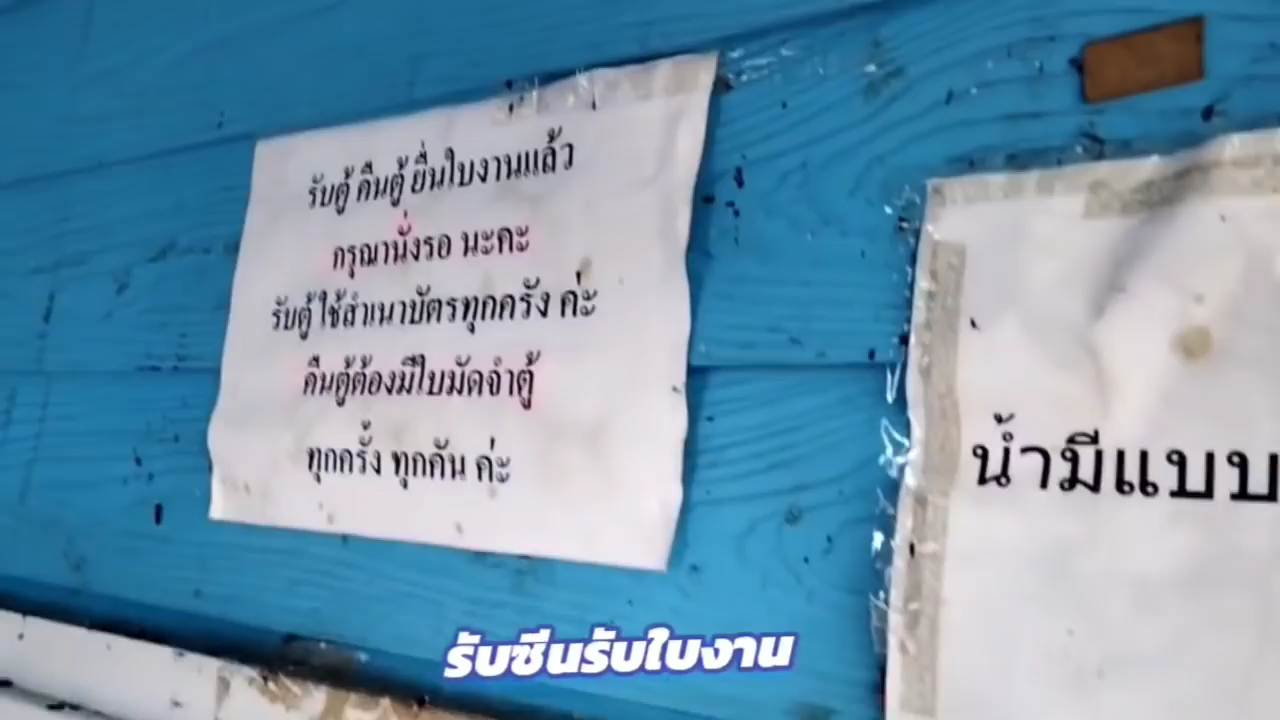 รับตู้ คืนตู้ ยื่นใบงานแล้ว
กรุณานั่งรอ นะคะ
รับตู้ ใช้สำเนาบัตรทุกครั้ง ค่ะ
คืนตู้ต้องมีใบมัดจำตู้
ทุกครั้ง ทุกคัน ค่ะ
น้ำมีแบบ
รับซีนรับใบงาน